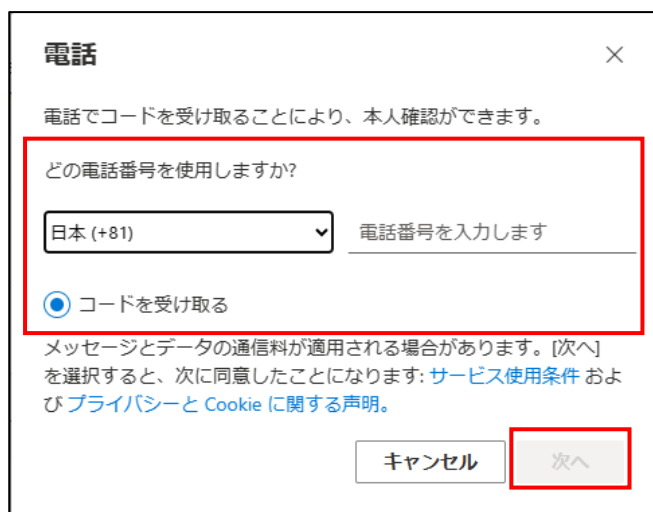 電話
電話でコードを受け取ることにより、本人確認ができます。
どの電話番号を使用しますか?
日本 (+81)
電話番号を入力します
コードを受け取る
メッセージとデータの通信料が適用される場合があります。[次へ]
を選択すると、次に同意したことになります: サービス使用条件 およ
び プライバシーと Cookie に関する声明。
キャンセル
次へ